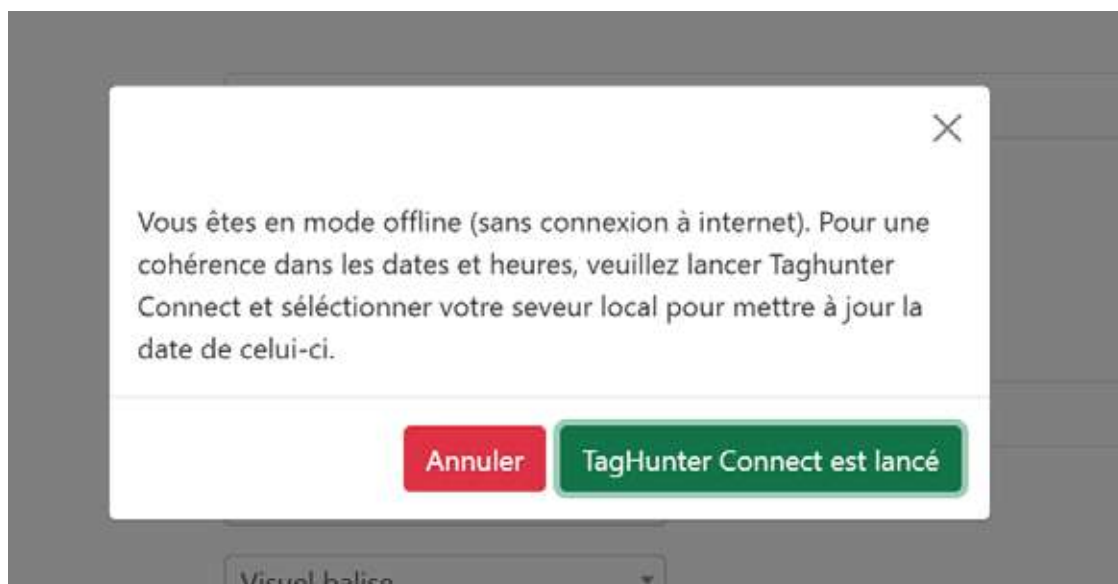 Vous êtes en mode offline (sans connexion à internet). Pour une
cohérence dans les dates et heures, veuillez lancer Taghunter
Connect et séléctionner votre seveur local pour mettre à jour la
date de celui-ci.
Annuler
TagHunter Connect est lancé
Visuel balise